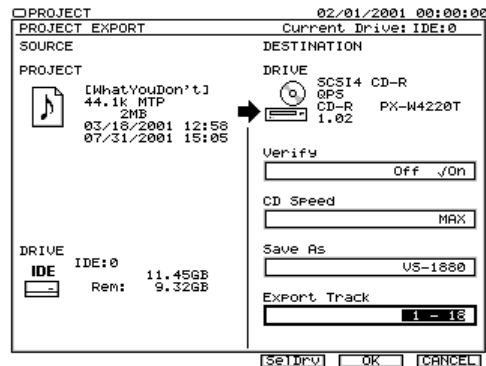 PROJECT 02/01/2001 00:00:00
PROJECT EXPORT Current Drive:IDE:0
SOURCE
PROJECT
[WhatYouDon't]
44.1k MTP
2MB
03/18/2001 12:58
07/31/2001 15:05
DRIVE
IDE
IDE:0
11.45GB
Rem: 9.32GB
DESTINATION
DRIVE
SCSI4 CD-R
QPS
CD-R PX-W4220T
1.02
Verify
Off √On
CD Speed
MAX
Save As
VS-1880
Export Track
1 - 18
SelDrv OK CANCEL